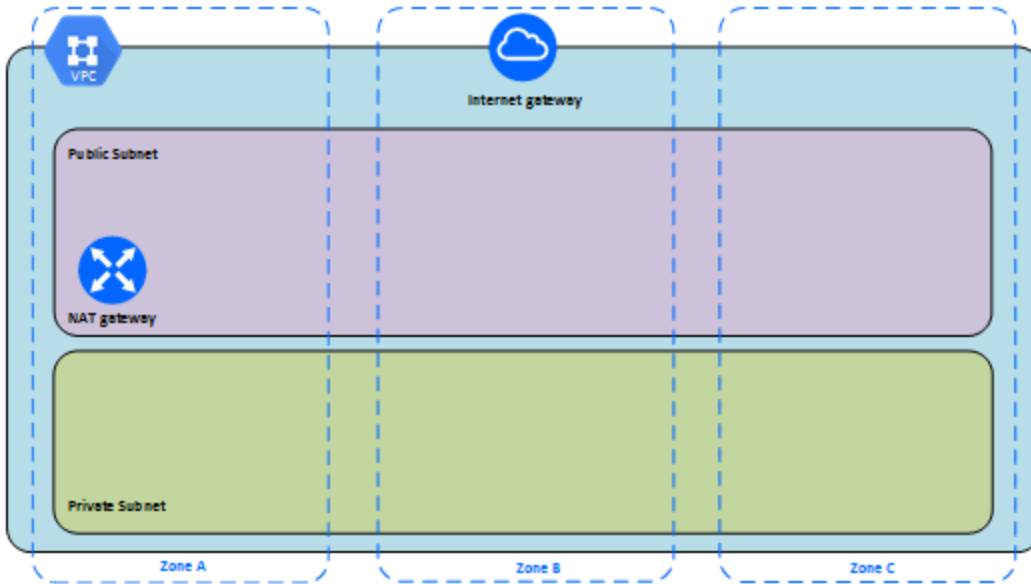 VPC
Internet gateway
Public Subnet
NAT gateway
Private Subnet
Zone A
Zone B
Zone C